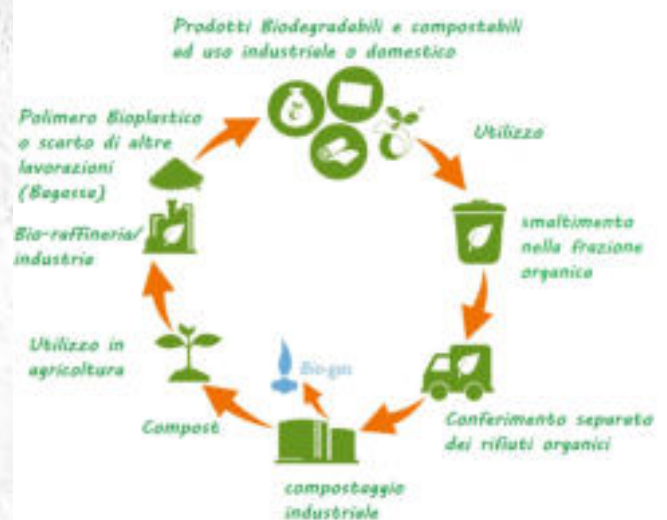 Prodotti Biodegradabili e compostabili
ad uso industriale o domestico
Utilizzo
smaltimento
nella frazione
organica
Conferimento separato
dei rifiuti organici
compostaggio
industriale
Bio-gas
Compost
Utilizzo in
agricoltura
Bio-raffineria/
industria
Polimero Bioplastico
o scarto di altre
lavorazioni
(Bagassa)